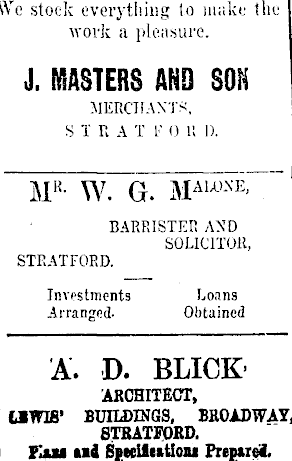 We stock everything to make the
work a pleasure.
J. MASTERS AND SON
MERCHANTS,
STRATFORD.
MR. W. G. MALONE,
BARRISTER AND
SOLICITOR,
STRATFORD.
Investments Loans
Arranged. Obtained
A. D. BLICK,
ARCHITECT,
LEWIS' BUILDINGS, BROADWAY,
STRATFORD.
Plans and Specifications Prepared.